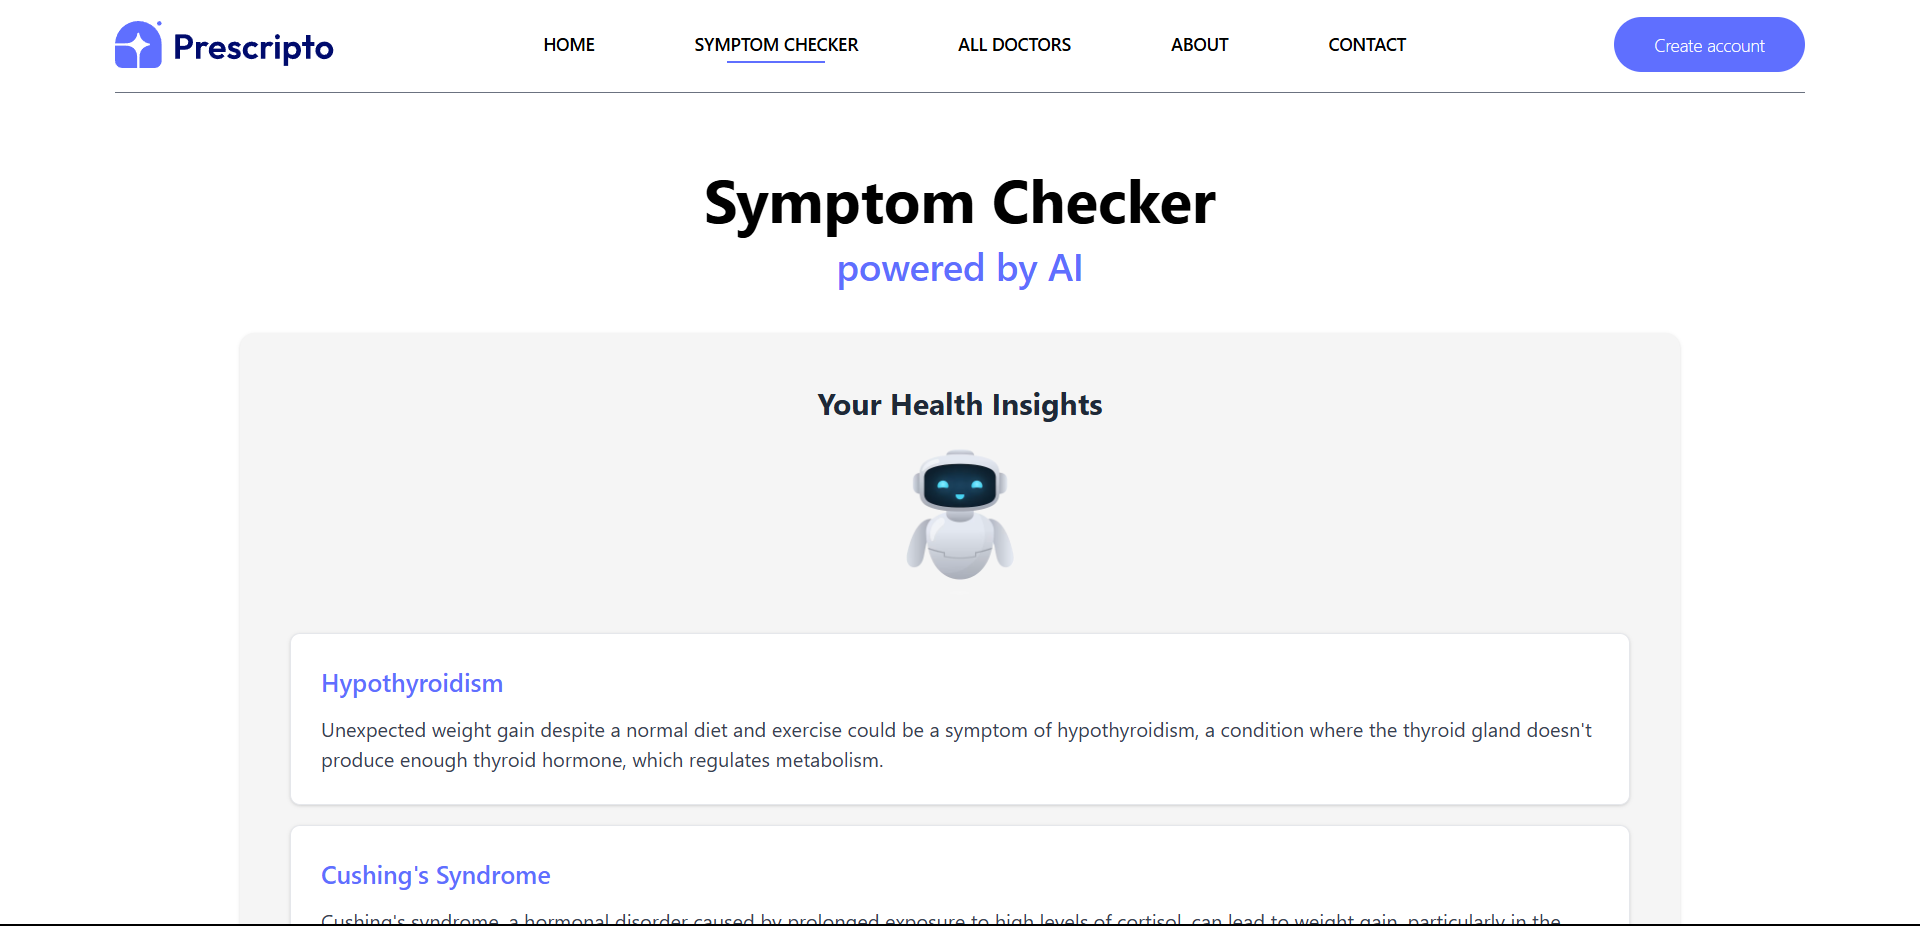 Prescripto
HOME
SYMPTOM CHECKER
ALL DOCTORS
ABOUT
CONTACT
Create account
Symptom Checker
powered by AI
Your Health Insights
Hypothyroidism
Unexpected weight gain despite a normal diet and exercise could be a symptom of hypothyroidism, a condition where the thyroid gland doesn't
produce enough thyroid hormone, which regulates metabolism.
Cushing's Syndrome
Cushing's syndrome, a hormonal disorder caused by prolonged exposure to high levels of cortisol, can lead to weight gain, particularly in the